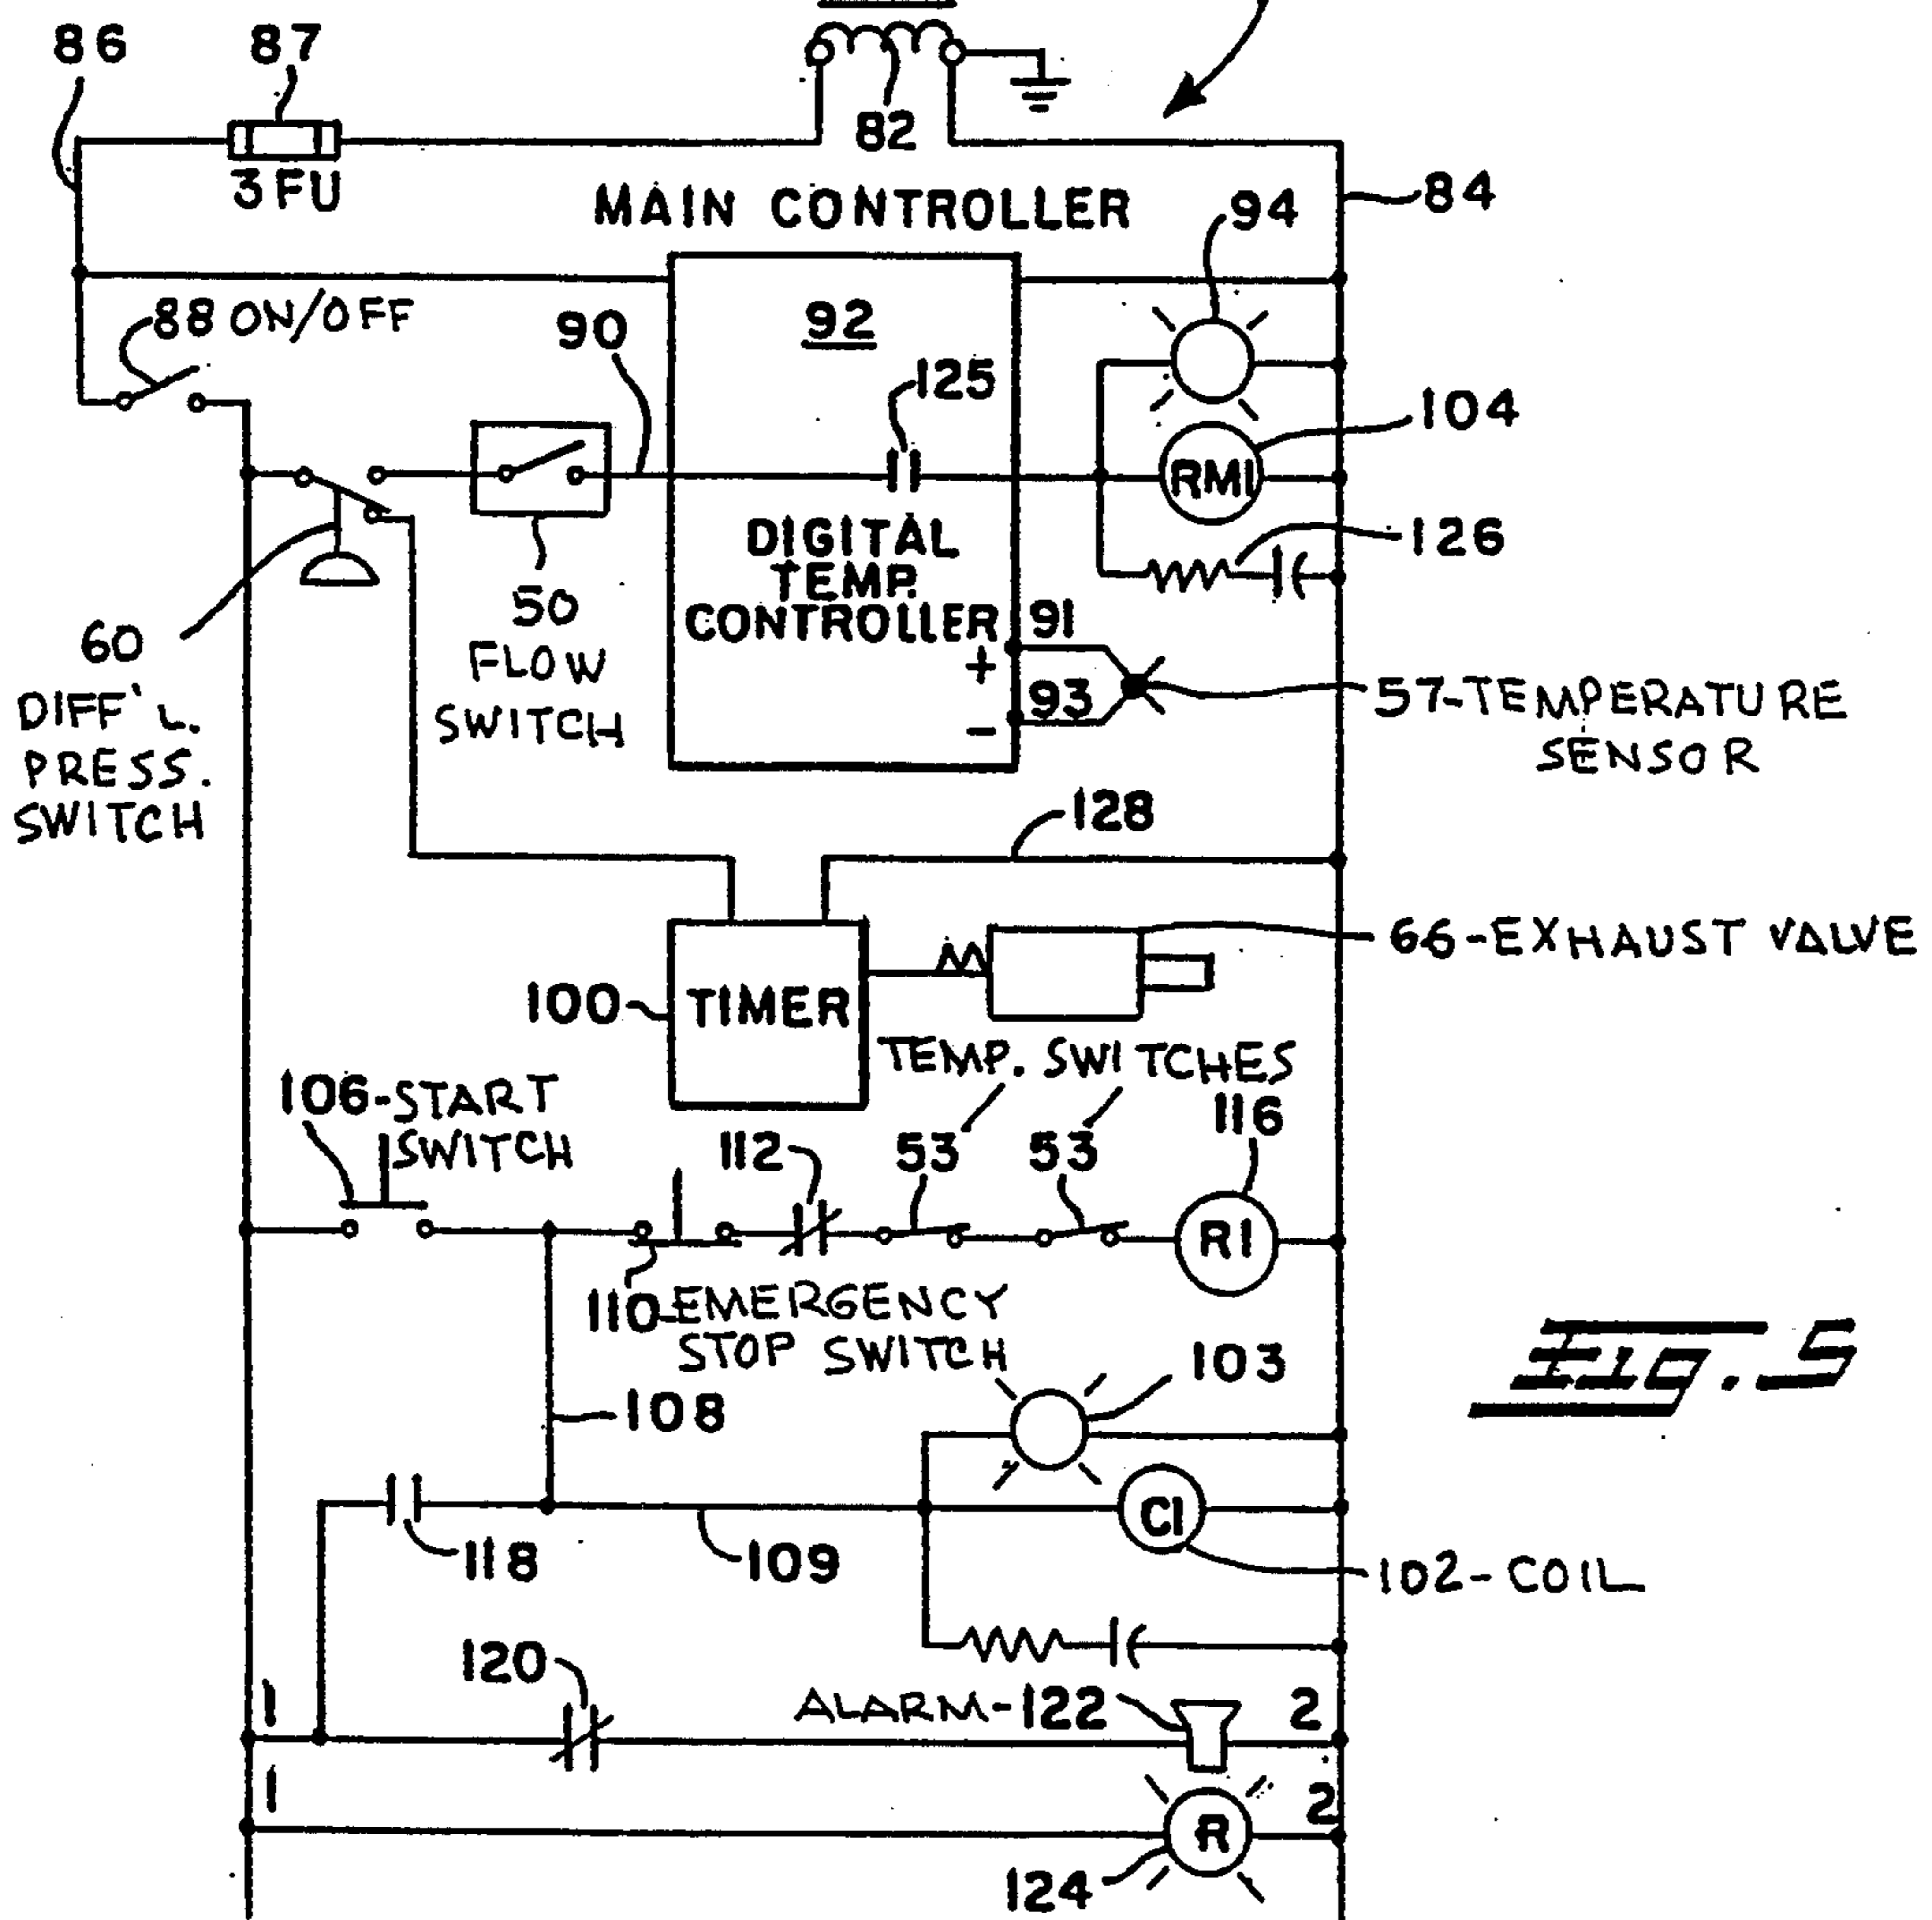 86
87
82
3FU
MAIN CONTROLLER
84
94
88 ON/OFF
90
92
125
104
RM1
126
DIGITAL
TEMP.
CONTROLLER
91
+
93
-
50
FLOW
SWITCH
60
DIFF'L.
PRESS.
SWITCH
57-TEMPERATURE
SENSOR
128
66-EXHAUST VALVE
100
TIMER
TEMP. SWITCHES
106-START
SWITCH
112
53
53
116
R1
110-EMERGENCY
STOP SWITCH
103
Fig. 5
108
118
109
C1
102-COIL
120
ALARM-122
1
2
1
2
R
124